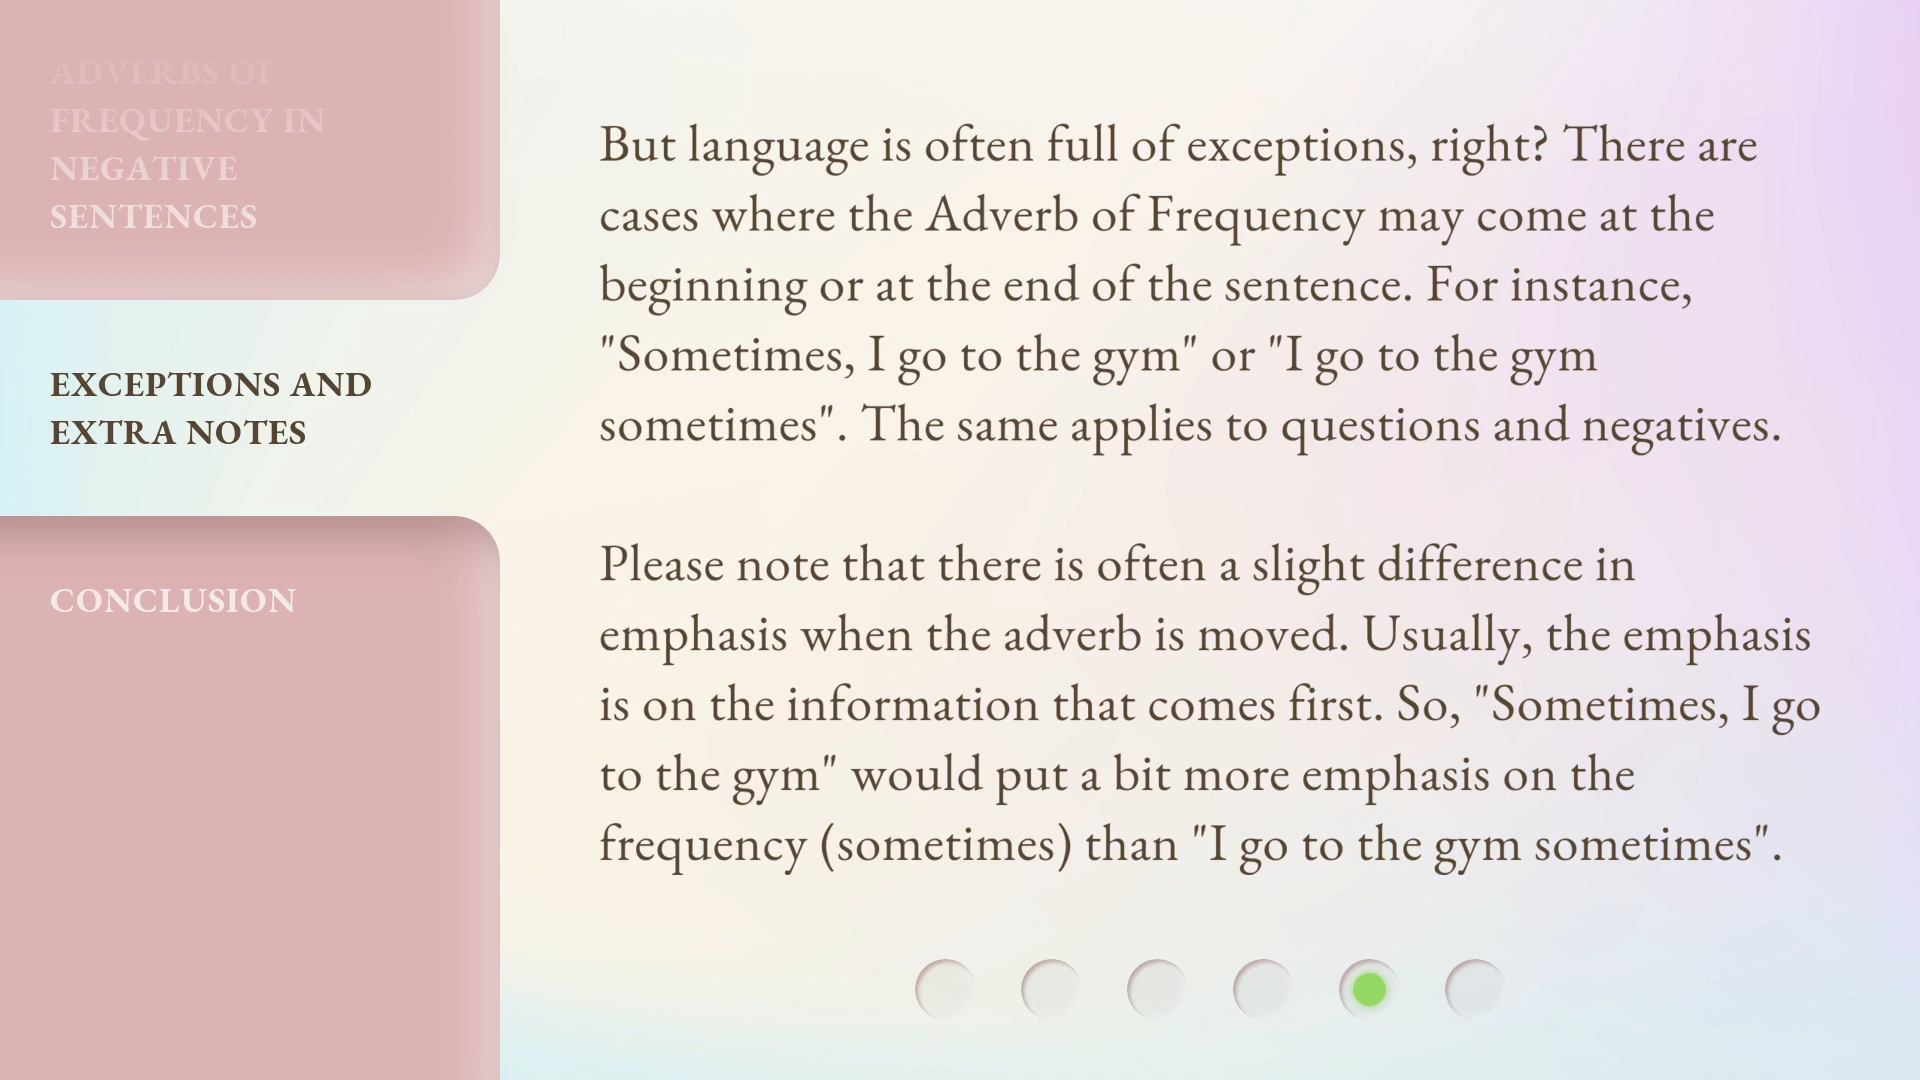 ADVERBS OF
FREQUENCY IN
NEGATIVE
SENTENCES
EXCEPTIONS AND
EXTRA NOTES
CONCLUSION
But language is often full of exceptions, right? There are
cases where the Adverb of Frequency may come at the
beginning or at the end of the sentence. For instance,
"Sometimes, I go to the gym" or "I go to the gym
sometimes". The same applies to questions and negatives.
Please note that there is often a slight difference in
emphasis when the adverb is moved. Usually, the emphasis
is on the information that comes first. So, "Sometimes, I go
to the gym" would put a bit more emphasis on the
frequency (sometimes) than "I go to the gym sometimes".